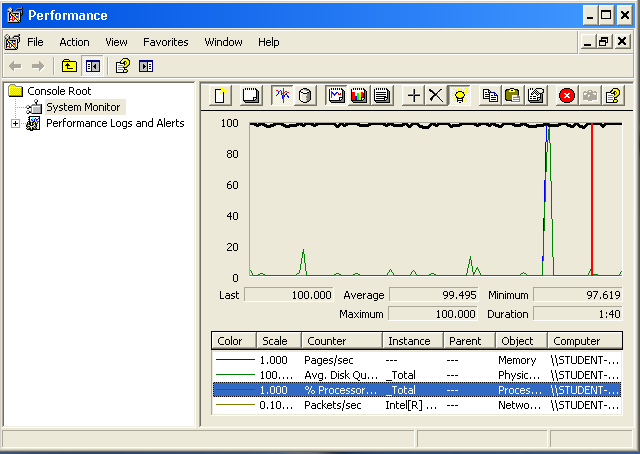 Performance
File Action View Favorites Window Help
Console Root
System Monitor
Performance Logs and Alerts
100
80
60
40
20
0
Last 100.000 Average 99.495 Minimum 97.619
Maximum 100.000 Duration 1:40
Color Scale Counter Instance Parent Object Computer
1.000 Pages/sec --- --- Memory \\STUDENT-...
100.... Avg. Disk Qu... _Total --- Physic... \\STUDENT-...
1.000 % Processor... _Total --- Proces... \\STUDENT-...
0.10... Packets/sec Intel[R] ... --- Netwo... \\STUDENT-...